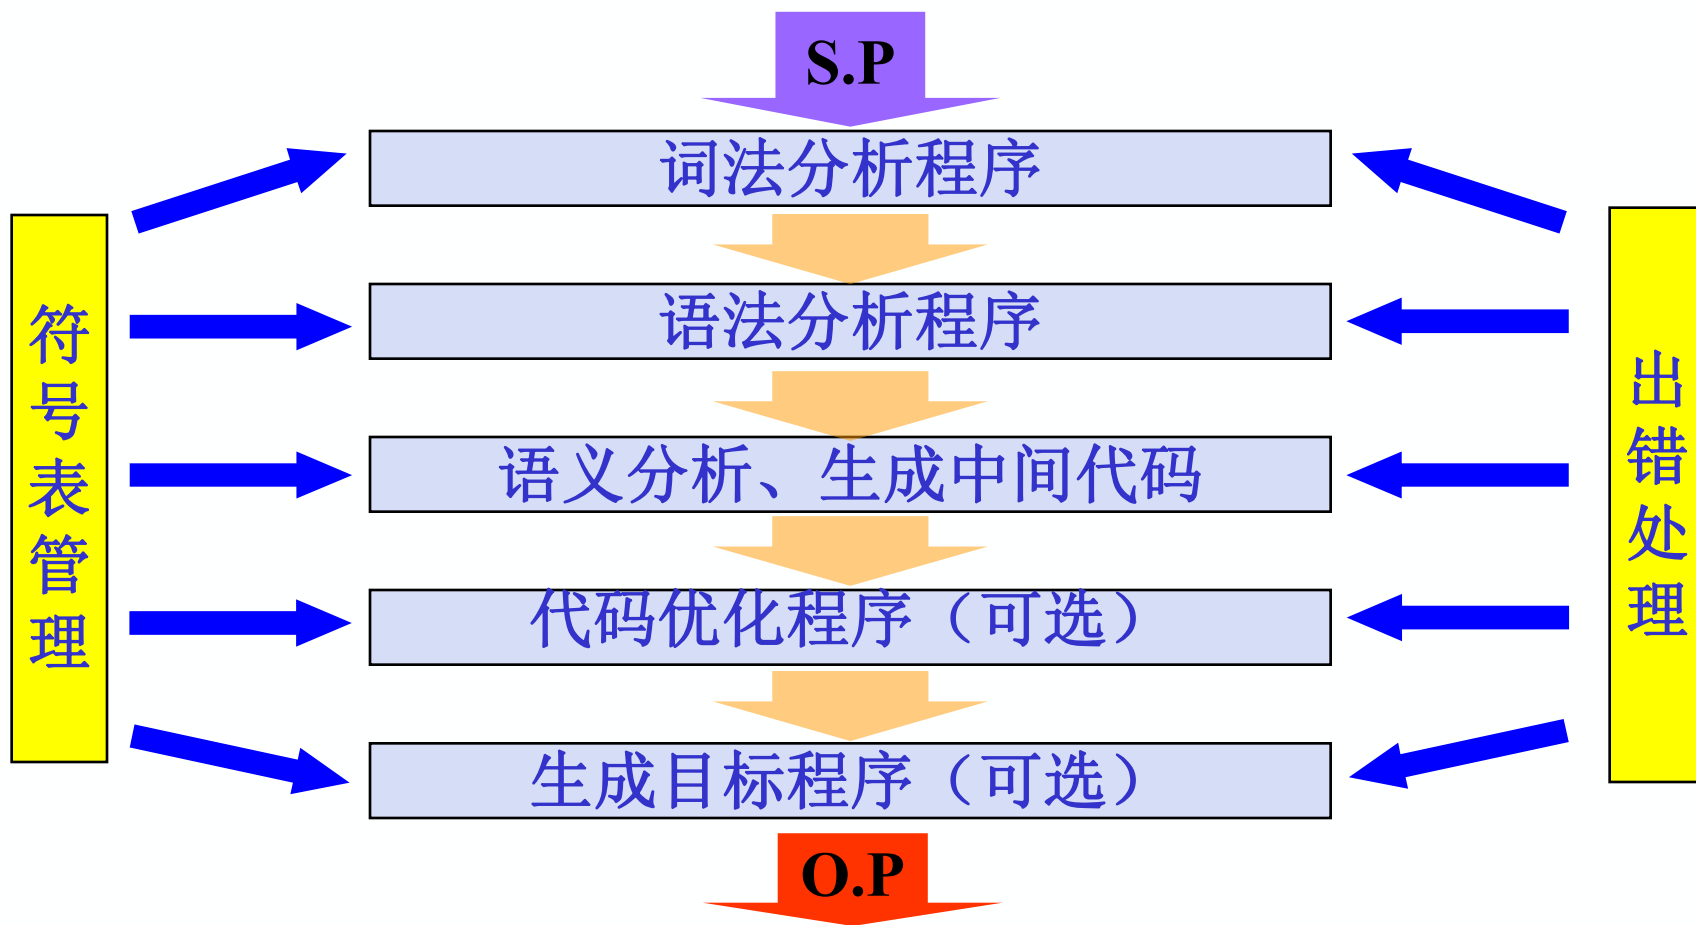 S.P
词法分析程序
语法分析程序
语义分析、生成中间代码
代码优化程序（可选）
生成目标程序（可选）
O.P
符号表管理
出错处理